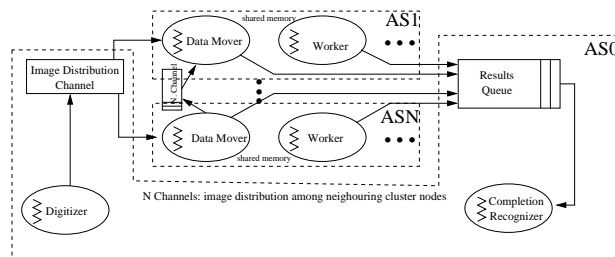 shared memory
AS1
Data Mover
Worker
AS0
Image Distribution
Channel
N. Channel
Results
Queue
ASN
Data Mover
Worker
shared memory
N Channels: image distribution among neighouring cluster nodes
Digitizer
Completion
Recognizer